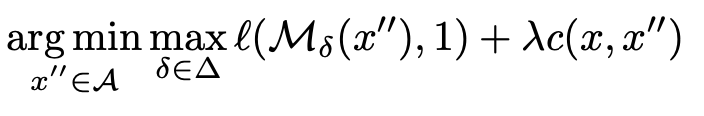 arg min max ℓ(ℳ_δ(x″), 1) + λc(x, x″)
x″∈𝒜 δ∈Δ